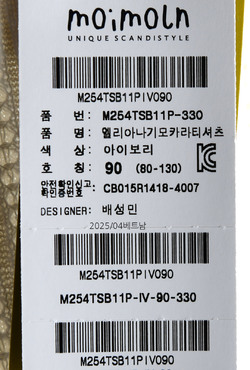 moimoln
UNIQUE SCANDISTYLE
M254TSB11PIV090
품 번: M254TSB11P-330
품 명: 멜리아나기모카라티셔츠
색 상: 아이보리
호 칭: 90 (80-130)
안전확인신고
확인증번호: CB015R1418-4007
DESIGNER: 배성민
2025/04베트남
M254TSB11PIV090
M254TSB11P-IV-90-330
M254TSB11PIV090